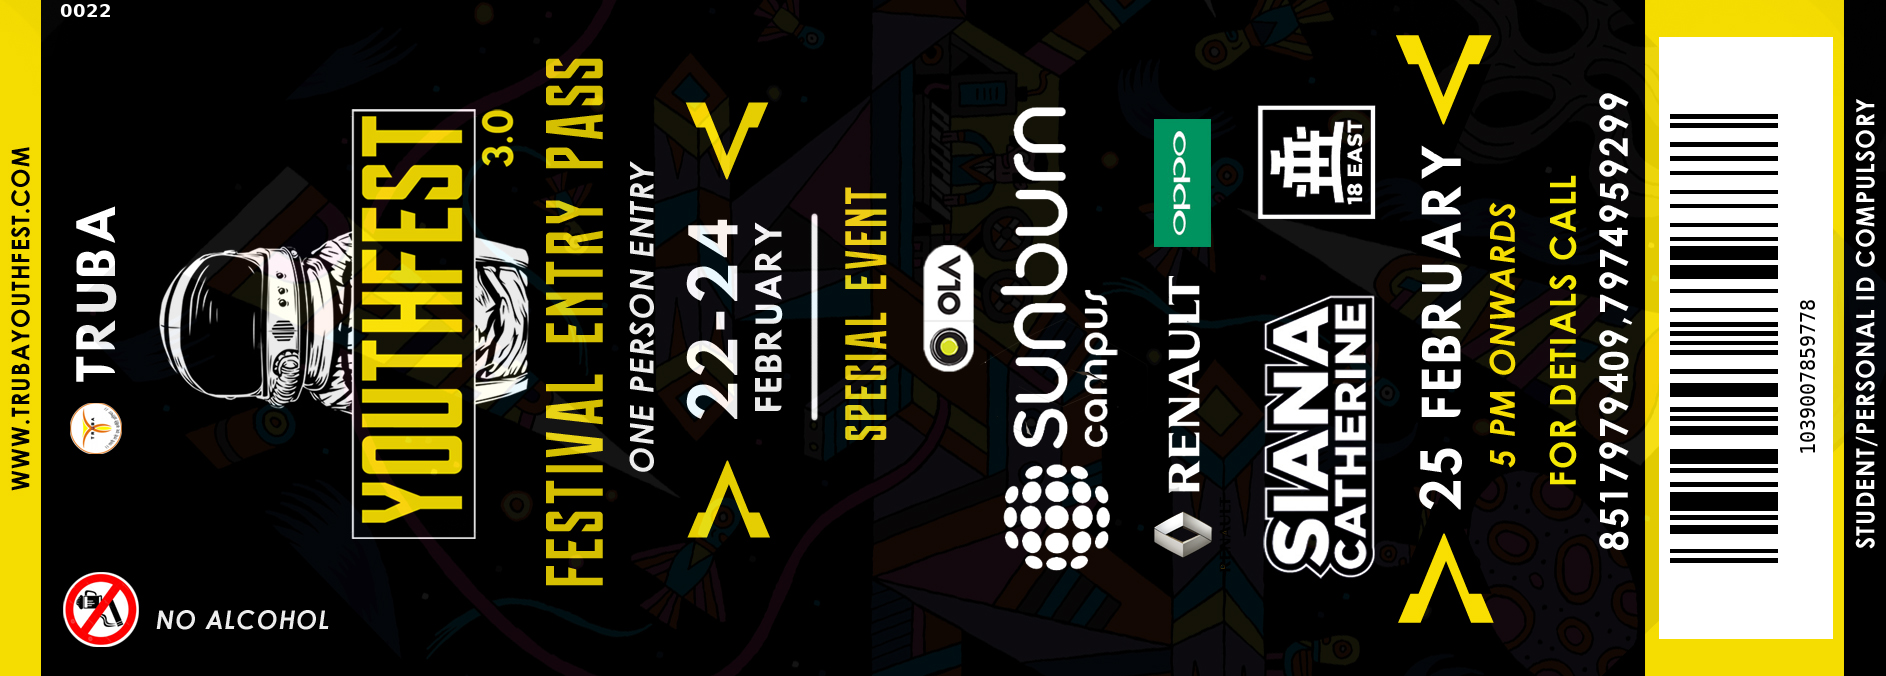 0022
WWW.TRUBAYOUTHFEST.COM
TRUBA
NO ALCOHOL
YOUTHFEST
3.0
FESTIVAL ENTRY PASS
ONE PERSON ENTRY
22-24
FEBRUARY
SPECIAL EVENT
OLA
sunburn
campus
RENAULT
oppo
SIANA
CATHERINE
18 EAST
25 FEBRUARY
5 PM ONWARDS
FOR DETIALS CALL
8517979409,7974959299
1039007859778
STUDENT/PERSONAL ID COMPULSORY